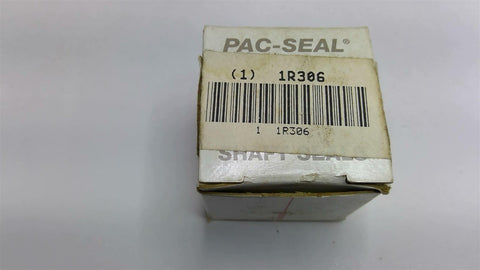 PAC-SEAL®
(1) 1R306
1 1R306
SHAFT SEALS